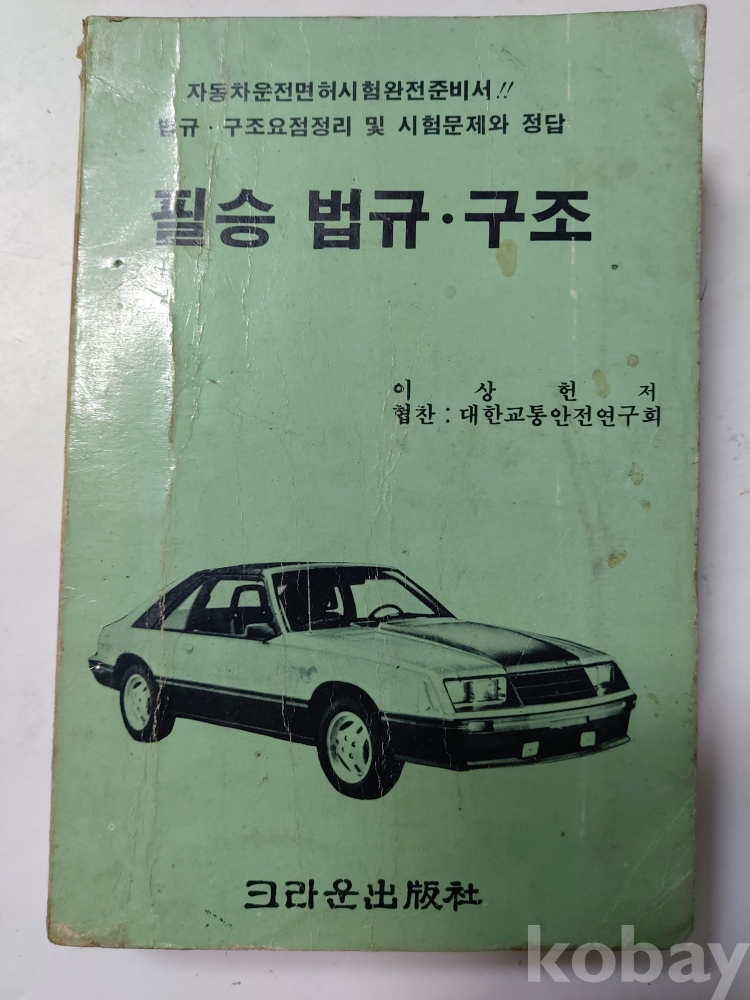 자동차운전면허시험완전준비서!!
법규·구조요점정리 및 시험문제와 정답
필승 법규·구조
이 상 헌 저
협찬 : 대한교통안전연구회
크라운出版社
kobay